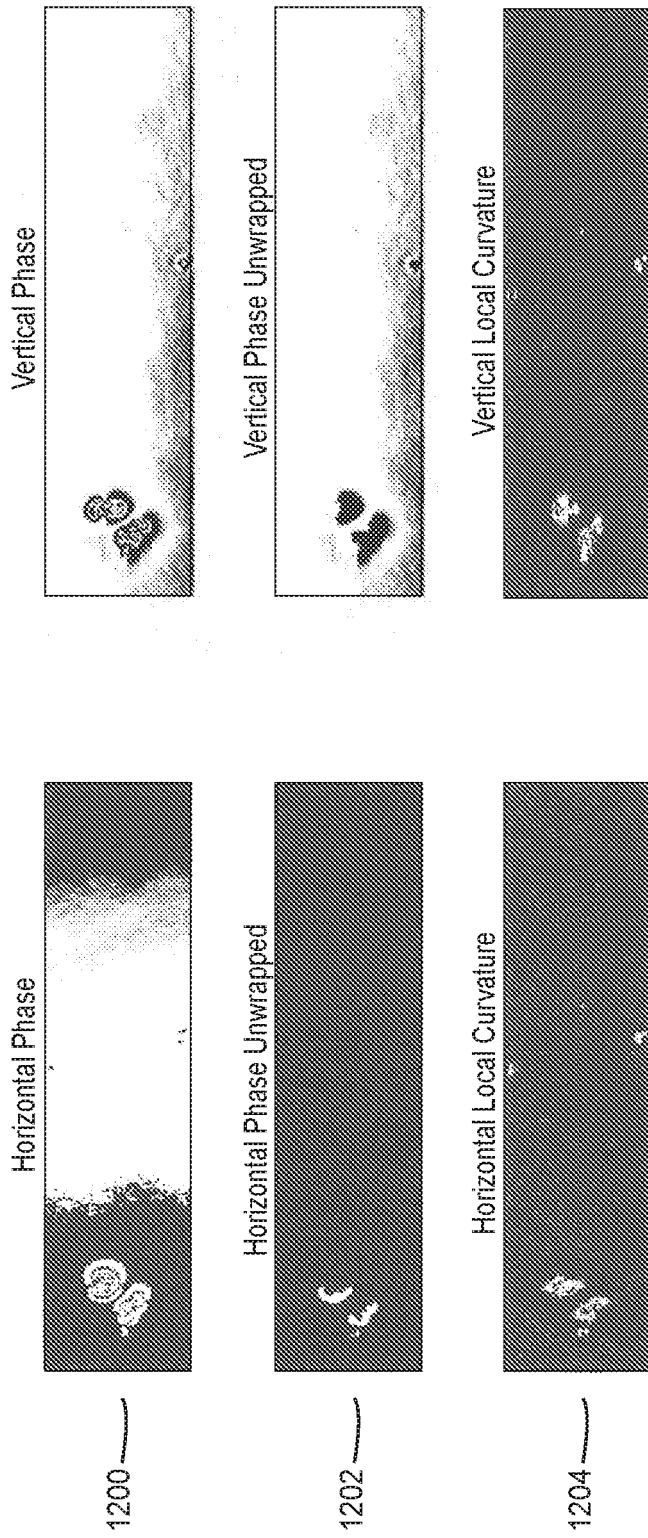 Horizontal Phase
Vertical Phase
1200
Horizontal Phase Unwrapped
Vertical Phase Unwrapped
1202
Horizontal Local Curvature
Vertical Local Curvature
1204